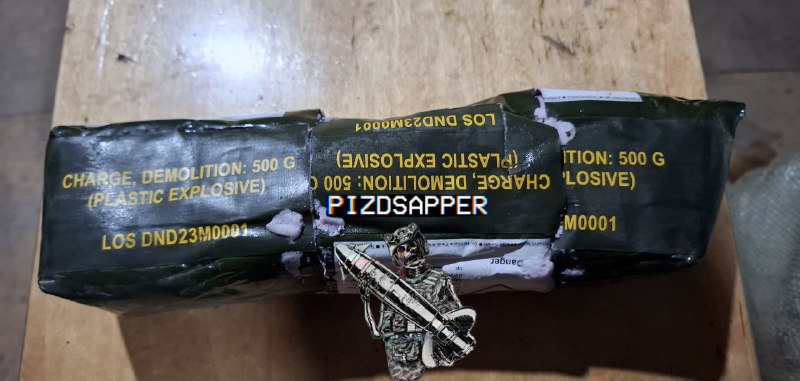 CHARGE, DEMOLITION: 500 G
(PLASTIC EXPLOSIVE)
LOS DND23M0001
LOS DND23M0001
(PLASTIC EXPLOSIVE)
CHARGE, DEMOLITION: 500 G
ITION: 500 G
PLOSIVE)
M0001
PIZDSAPPER
Danger